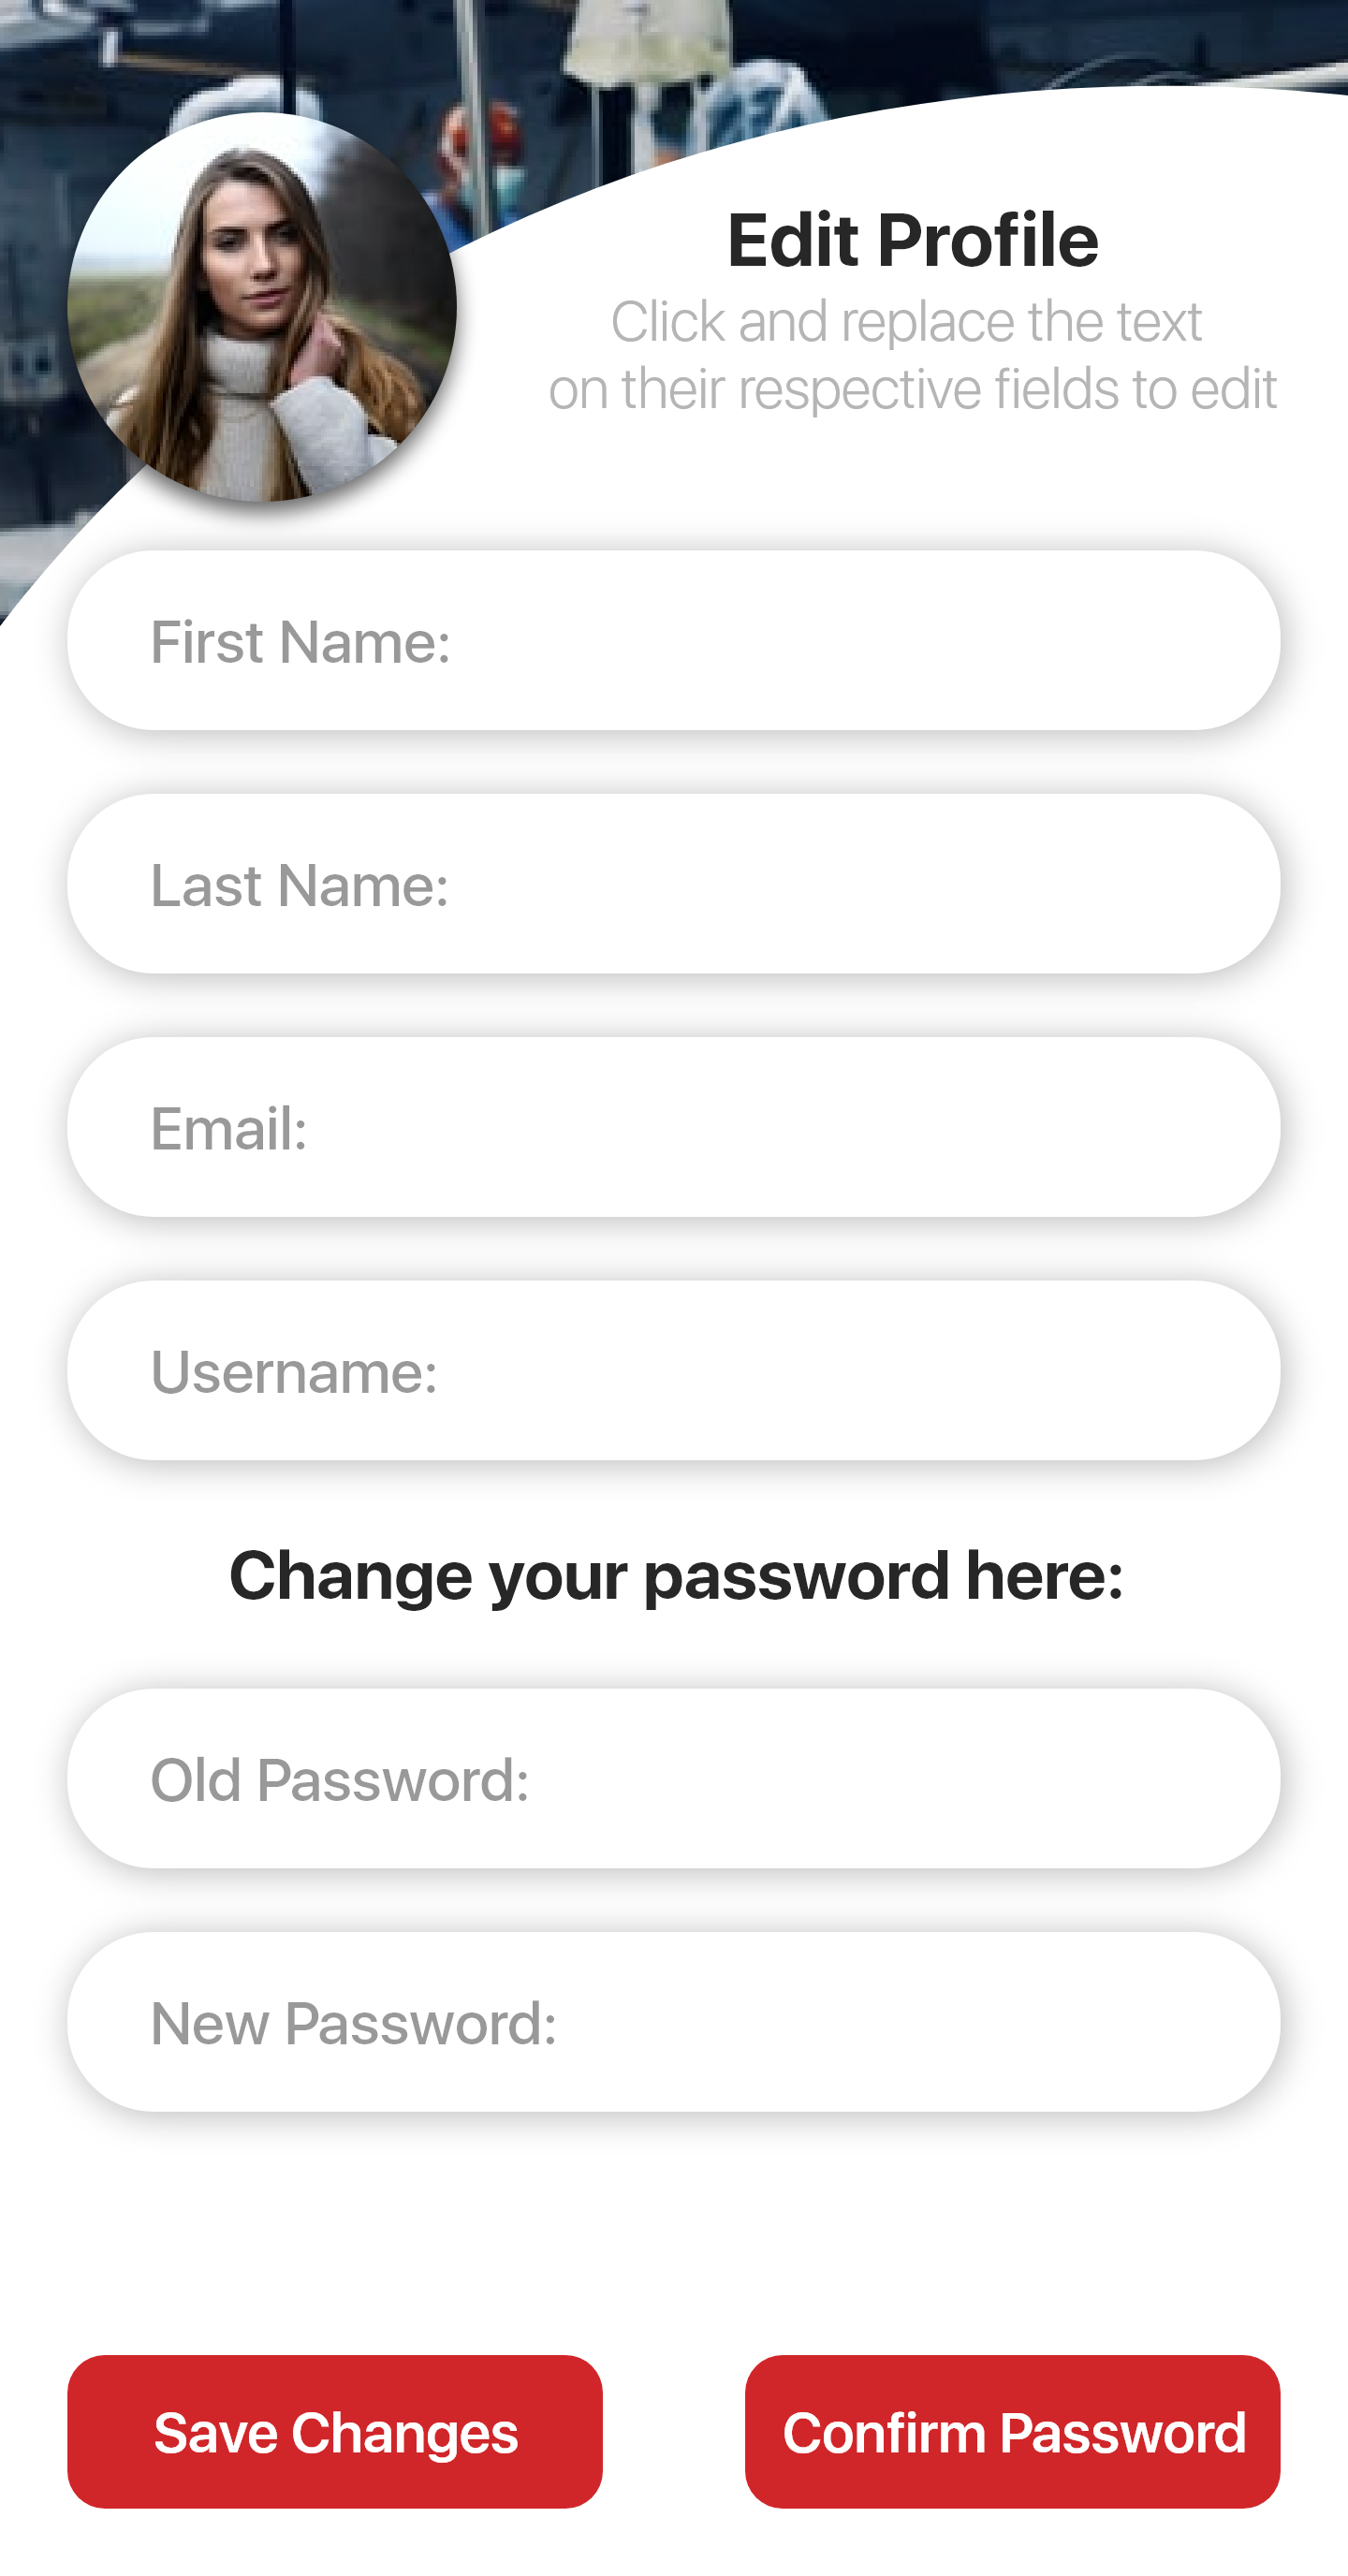 Edit Profile
Click and replace the text
on their respective fields to edit
First Name:
Last Name:
Email:
Username:
Change your password here:
Old Password:
New Password:
Save Changes
Confirm Password